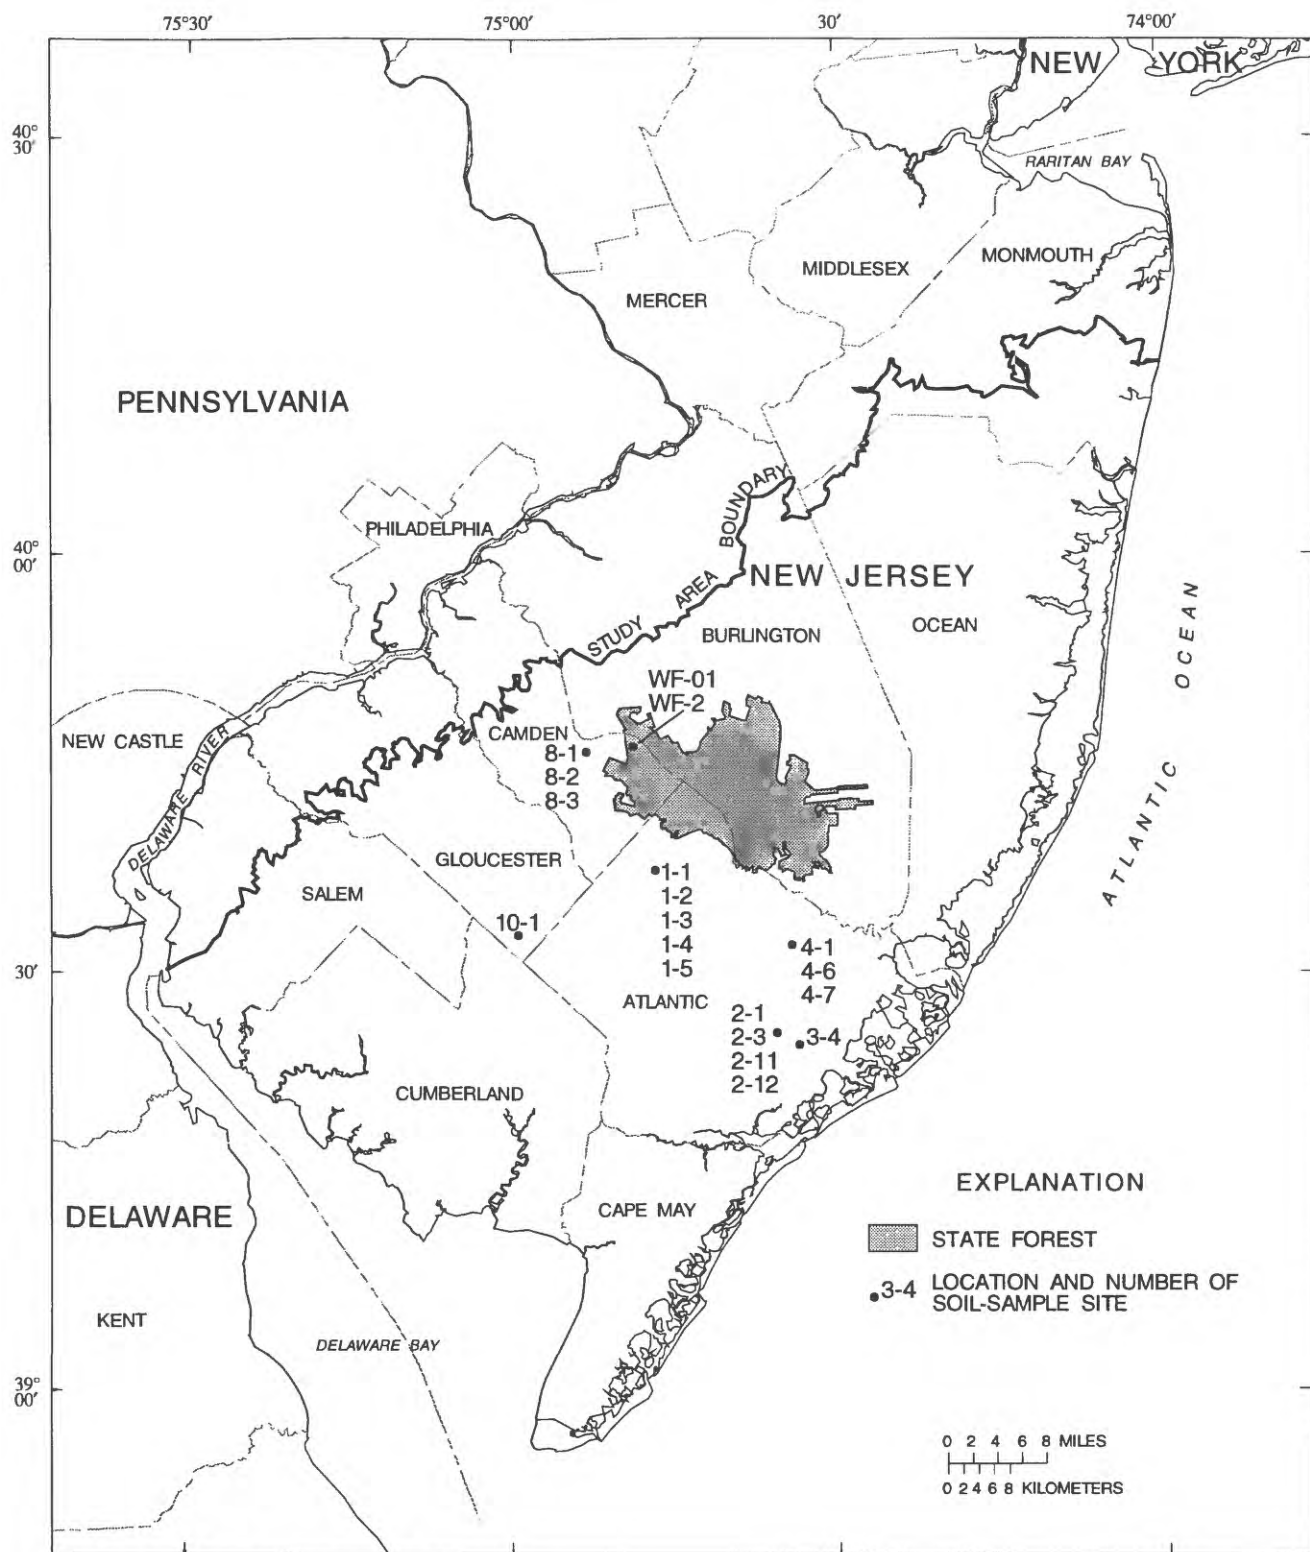 75°30′
75°00′
30′
74°00′
NEW YORK
40°
30′
RARITAN BAY
MONMOUTH
MIDDLESEX
MERCER
PENNSYLVANIA
STUDY AREA BOUNDARY
PHILADELPHIA
40°
00′
NEW JERSEY
OCEAN
BURLINGTON
ATLANTIC OCEAN
WF-01
WF-2
NEW CASTLE
DELAWARE RIVER
CAMDEN
8-1
8-2
8-3
GLOUCESTER
SALEM
1-1
1-2
1-3
1-4
1-5
10-1
30′
4-1
4-6
4-7
ATLANTIC
2-1
2-3
2-11
2-12
3-4
CUMBERLAND
EXPLANATION
CAPE MAY
DELAWARE
STATE FOREST
3-4 LOCATION AND NUMBER OF
SOIL-SAMPLE SITE
KENT
DELAWARE BAY
39°
00′
0 2 4 6 8 MILES
0 2 4 6 8 KILOMETERS